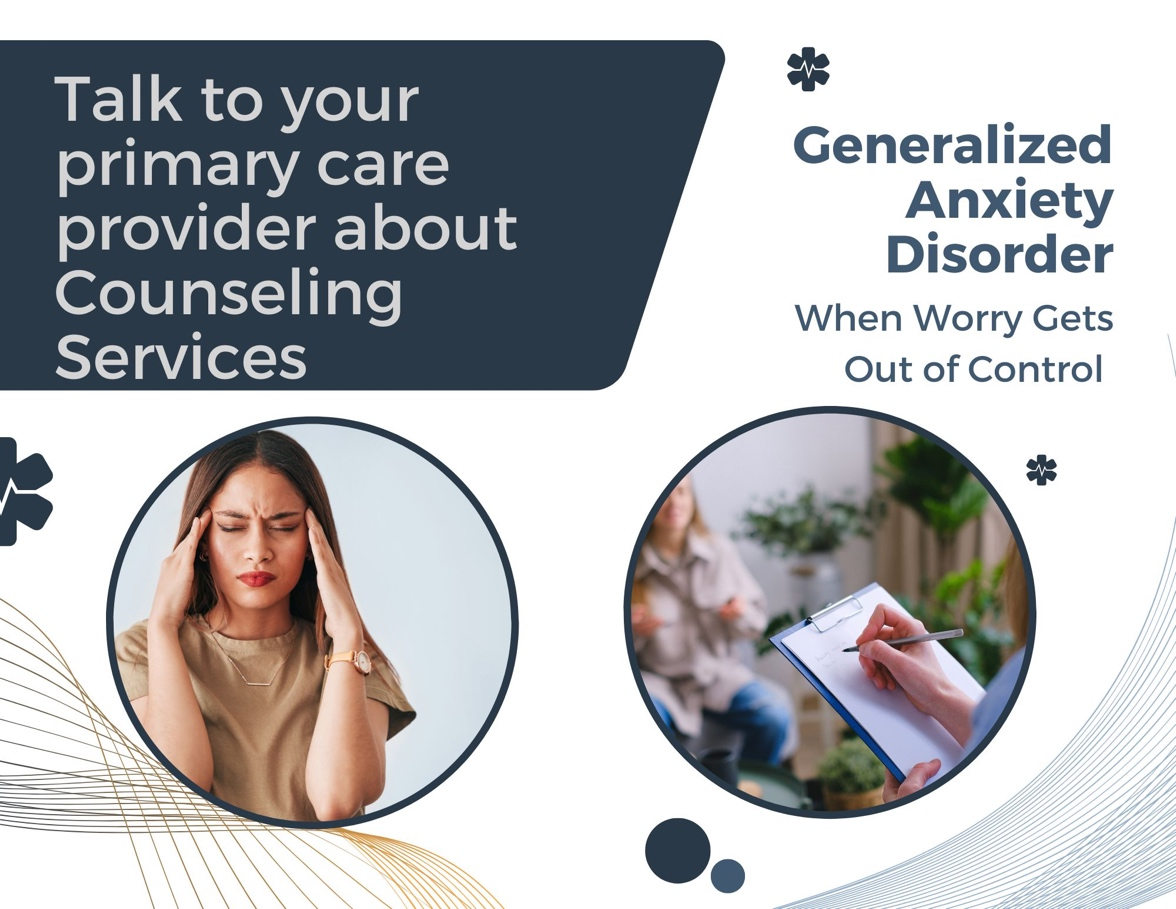 Talk to your
primary care
provider about
Counseling
Services
Generalized
Anxiety
Disorder
When Worry Gets
Out of Control